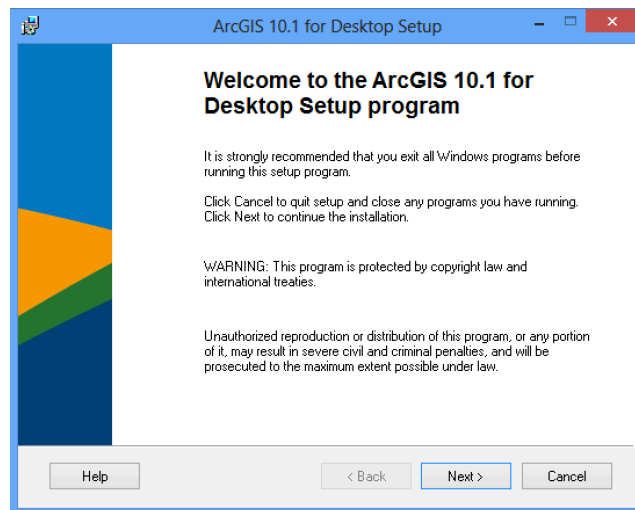 ArcGIS 10.1 for Desktop Setup
Welcome to the ArcGIS 10.1 for
Desktop Setup program
It is strongly recommended that you exit all Windows programs before
running this setup program.
Click Cancel to quit setup and close any programs you have running.
Click Next to continue the installation.
WARNING: This program is protected by copyright law and
international treaties.
Unauthorized reproduction or distribution of this program, or any portion
of it, may result in severe civil and criminal penalties, and will be
prosecuted to the maximum extent possible under law.
Help < Back Next > Cancel